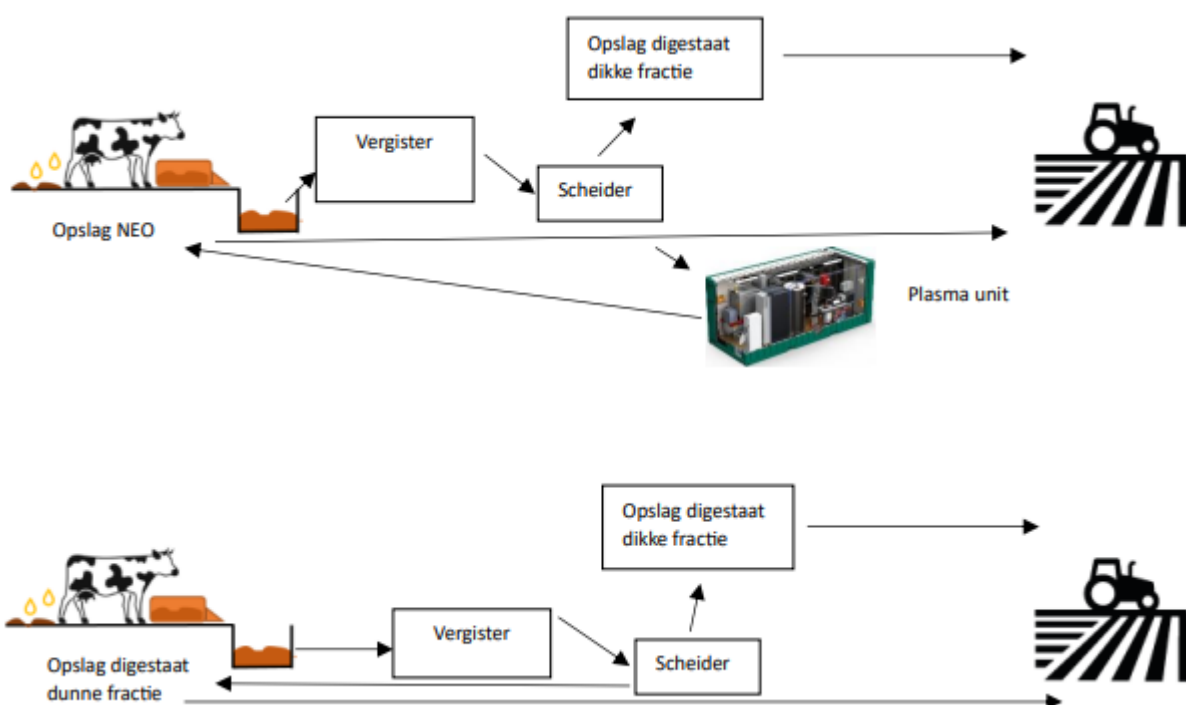 Opslag digestaat
dikke fractie
Vergister
Scheider
Opslag NEO
Plasma unit
Opslag digestaat
dikke fractie
Vergister
Scheider
Opslag digestaat
dunne fractie